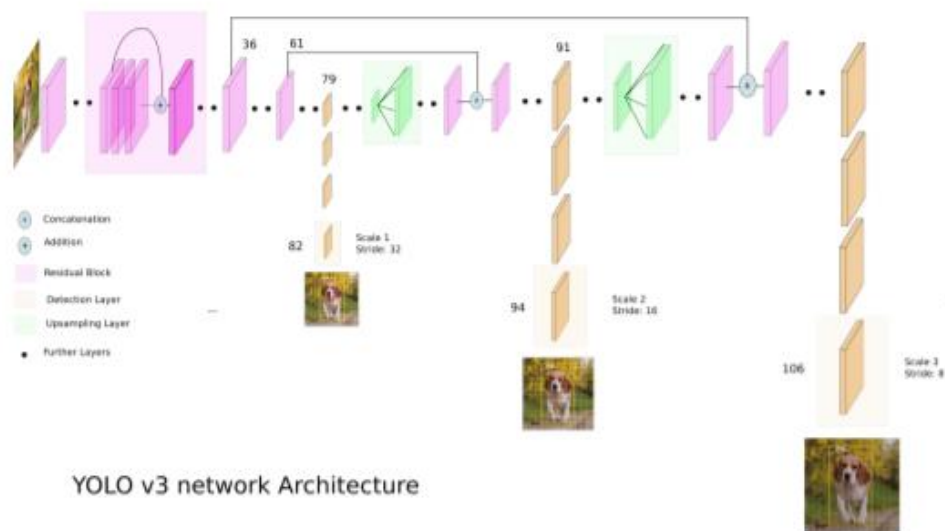 36
61
91
79
Concatenation
Addition
Residual Block
Detection Layer
Upsampling Layer
Further Layers
82
Scale 1
Stride: 32
94
Scale 2
Stride: 16
106
Scale 3
Stride: 8
YOLO v3 network Architecture